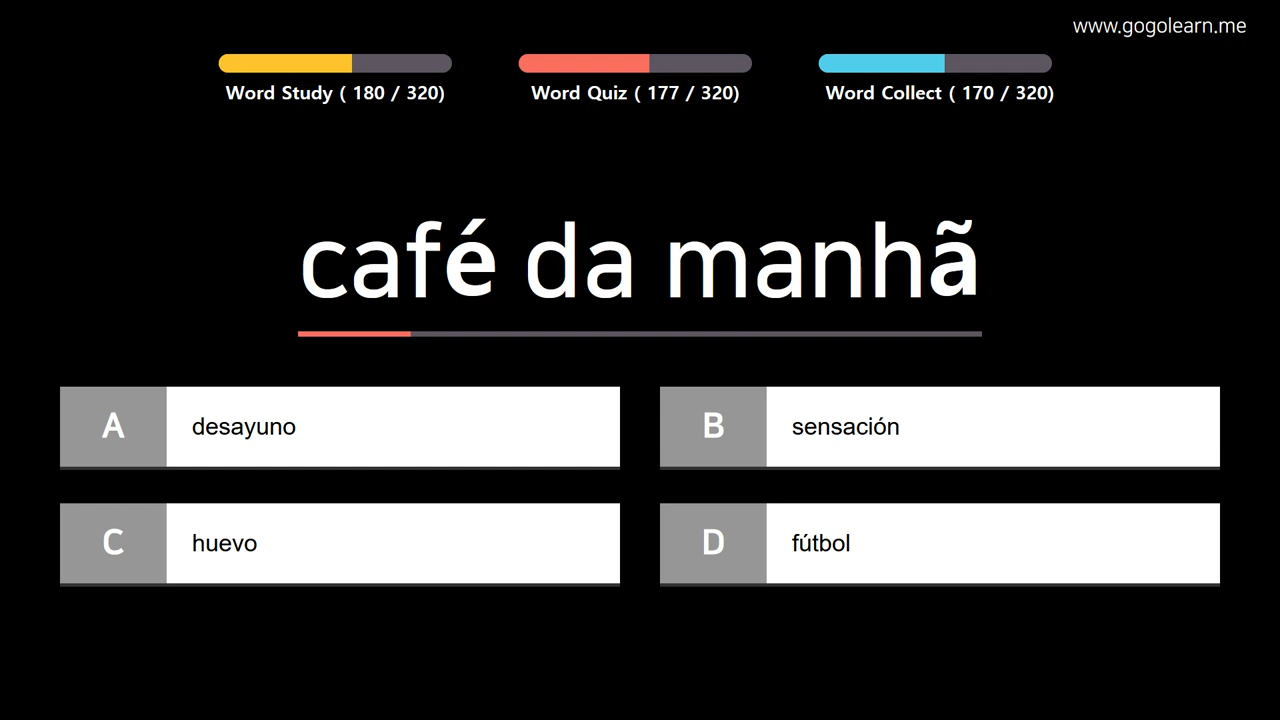 www.gogolearn.me
Word Study ( 180 / 320)
Word Quiz ( 177 / 320)
Word Collect ( 170 / 320)
café da manhã
A
desayuno
B
sensación
C
huevo
D
fútbol